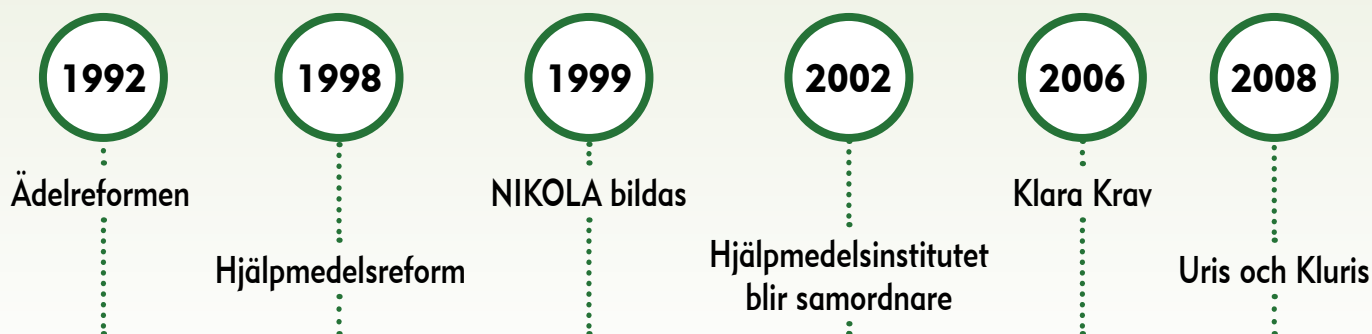 1992
1998
1999
2002
2006
2008
Ädelreformen
Hjälpmedelsreform
NIKOLA bildas
Hjälpmedelsinstitutet
blir samordnare
Klara Krav
Uris och Kluris